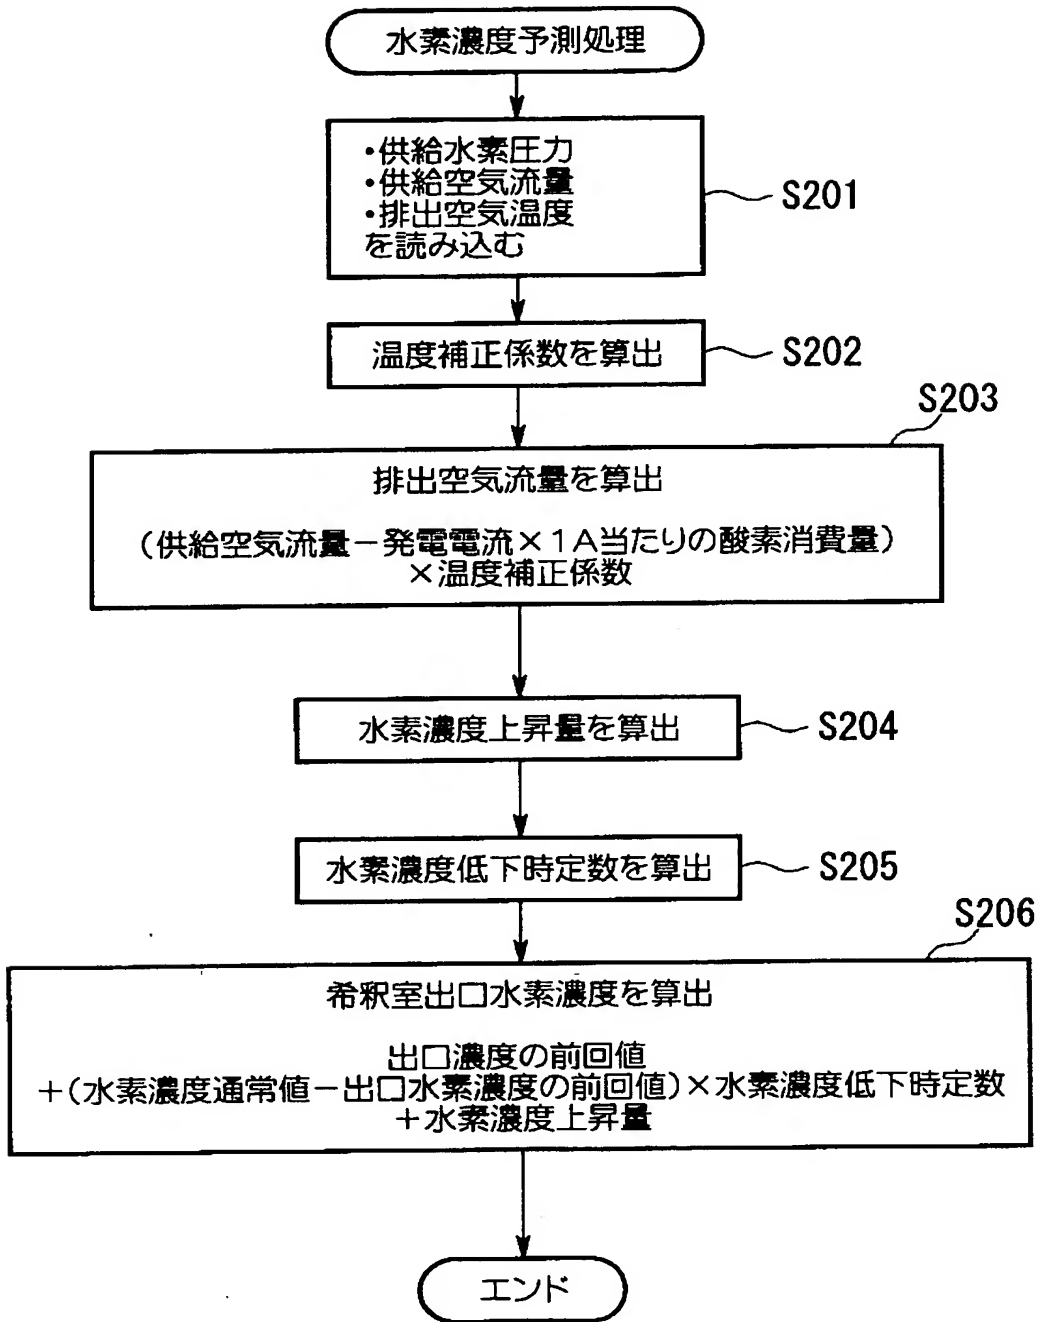 水素濃度予測処理
・供給水素圧力
・供給空気流量
・排出空気温度
を読み込む
S201
温度補正係数を算出
S202
S203
排出空気流量を算出
(供給空気流量－発電電流×1A当たりの酸素消費量)
×温度補正係数
水素濃度上昇量を算出
S204
水素濃度低下時定数を算出
S205
S206
希釈室出口水素濃度を算出
出口濃度の前回値
+(水素濃度通常値－出口水素濃度の前回値)×水素濃度低下時定数
+水素濃度上昇量
エンド